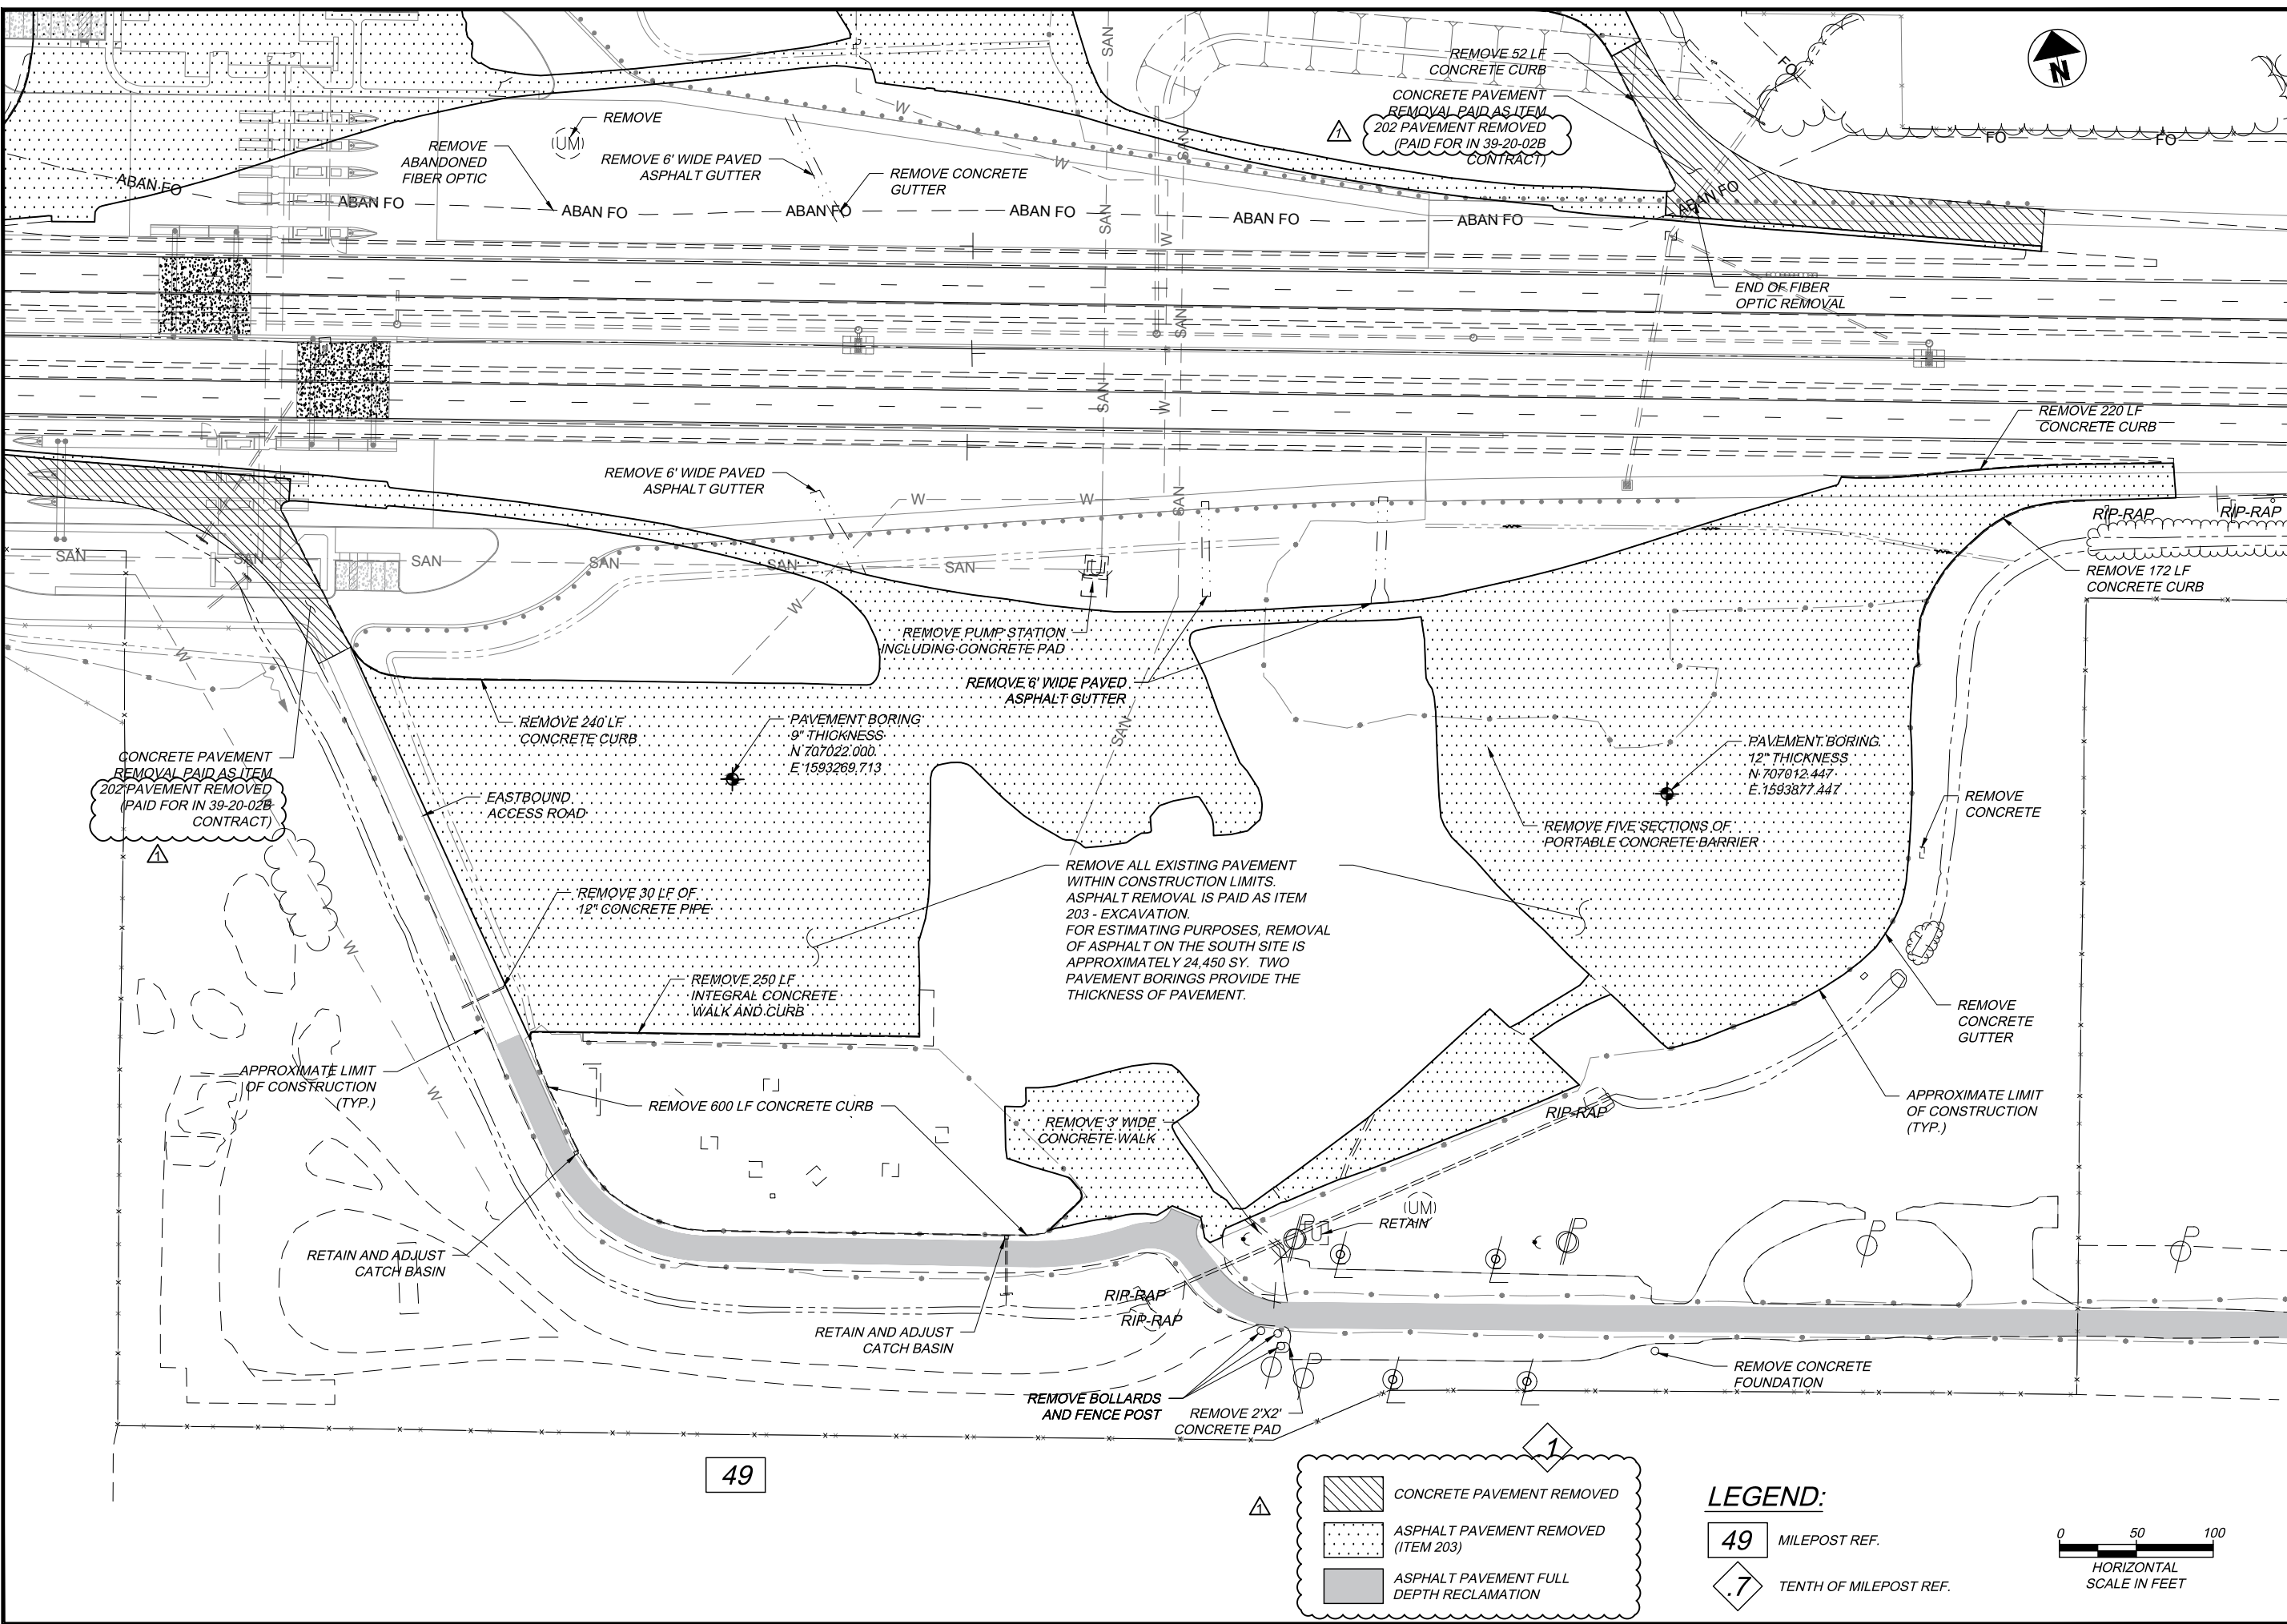 REMOVE 52 LF
CONCRETE CURB
CONCRETE PAVEMENT
REMOVAL PAID AS ITEM
202 PAVEMENT REMOVED
(PAID FOR IN 39-20-02B
CONTRACT)
1
N
FO
FO
FO
SAN
SAN
W
W
REMOVE
(UM)
REMOVE
ABANDONED
FIBER OPTIC
REMOVE 6' WIDE PAVED
ASPHALT GUTTER
REMOVE CONCRETE
GUTTER
ABAN FO
ABAN FO
ABAN FO
ABAN FO
ABAN FO
ABAN FO
ABAN FO
ABAN FO
SAN
W
END OF FIBER
OPTIC REMOVAL
SAN
SAN
W
REMOVE 220 LF
CONCRETE CURB
REMOVE 6' WIDE PAVED
ASPHALT GUTTER
W
W
SAN
RIP-RAP
RIP-RAP
SAN
SAN
SAN
SAN
SAN
SAN
REMOVE 172 LF
CONCRETE CURB
W
W
REMOVE PUMP STATION
INCLUDING CONCRETE PAD
REMOVE 6' WIDE PAVED
ASPHALT GUTTER
SAN
REMOVE 240 LF
CONCRETE CURB
PAVEMENT BORING
9" THICKNESS
N 707022.000
E 1593269.713
PAVEMENT BORING
12" THICKNESS
N 707012.447
E 1593877.447
CONCRETE PAVEMENT
REMOVAL PAID AS ITEM
202 PAVEMENT REMOVED
(PAID FOR IN 39-20-02B
CONTRACT)
1
W
EASTBOUND
ACCESS ROAD
REMOVE
CONCRETE
REMOVE FIVE SECTIONS OF
PORTABLE CONCRETE BARRIER
REMOVE ALL EXISTING PAVEMENT
WITHIN CONSTRUCTION LIMITS.
ASPHALT REMOVAL IS PAID AS ITEM
203 - EXCAVATION.
FOR ESTIMATING PURPOSES, REMOVAL
OF ASPHALT ON THE SOUTH SITE IS
APPROXIMATELY 24,450 SY. TWO
PAVEMENT BORINGS PROVIDE THE
THICKNESS OF PAVEMENT.
REMOVE 30 LF OF
12" CONCRETE PIPE
W
REMOVE 250 LF
INTEGRAL CONCRETE
WALK AND CURB
REMOVE
CONCRETE
GUTTER
APPROXIMATE LIMIT
OF CONSTRUCTION
(TYP.)
W
REMOVE 600 LF CONCRETE CURB
REMOVE 3' WIDE
CONCRETE WALK
RIP-RAP
APPROXIMATE LIMIT
OF CONSTRUCTION
(TYP.)
(UM)
RETAIN
RETAIN AND ADJUST
CATCH BASIN
RIP-RAP
RIP-RAP
RETAIN AND ADJUST
CATCH BASIN
REMOVE CONCRETE
FOUNDATION
REMOVE BOLLARDS
AND FENCE POST
REMOVE 2'X2'
CONCRETE PAD
49
.1
1
CONCRETE PAVEMENT REMOVED
ASPHALT PAVEMENT REMOVED
(ITEM 203)
ASPHALT PAVEMENT FULL
DEPTH RECLAMATION
LEGEND:
49 MILEPOST REF.
.7 TENTH OF MILEPOST REF.
0 50 100
HORIZONTAL
SCALE IN FEET